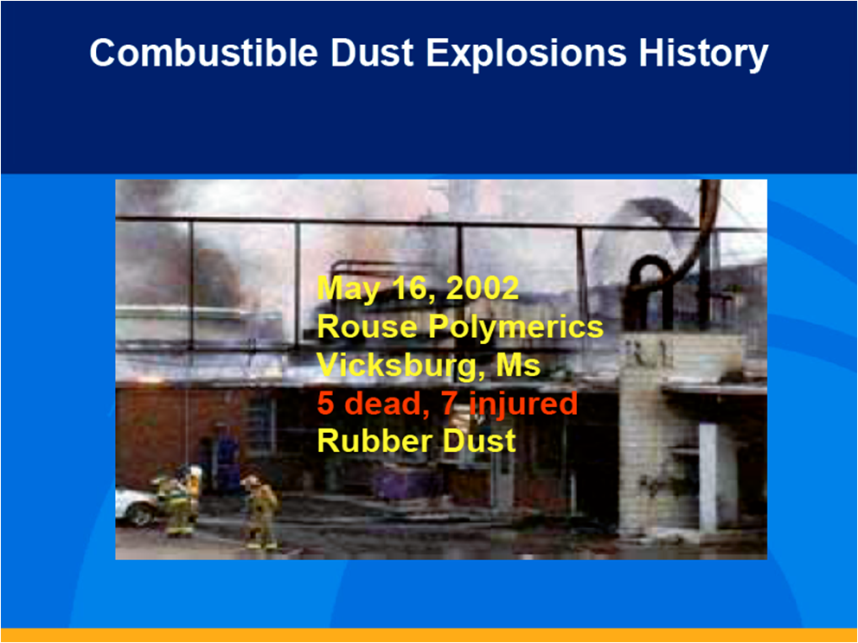 Combustible Dust Explosions History
May 16, 2002
Rouse Polymerics
Vicksburg, Ms
5 dead, 7 injured
Rubber Dust